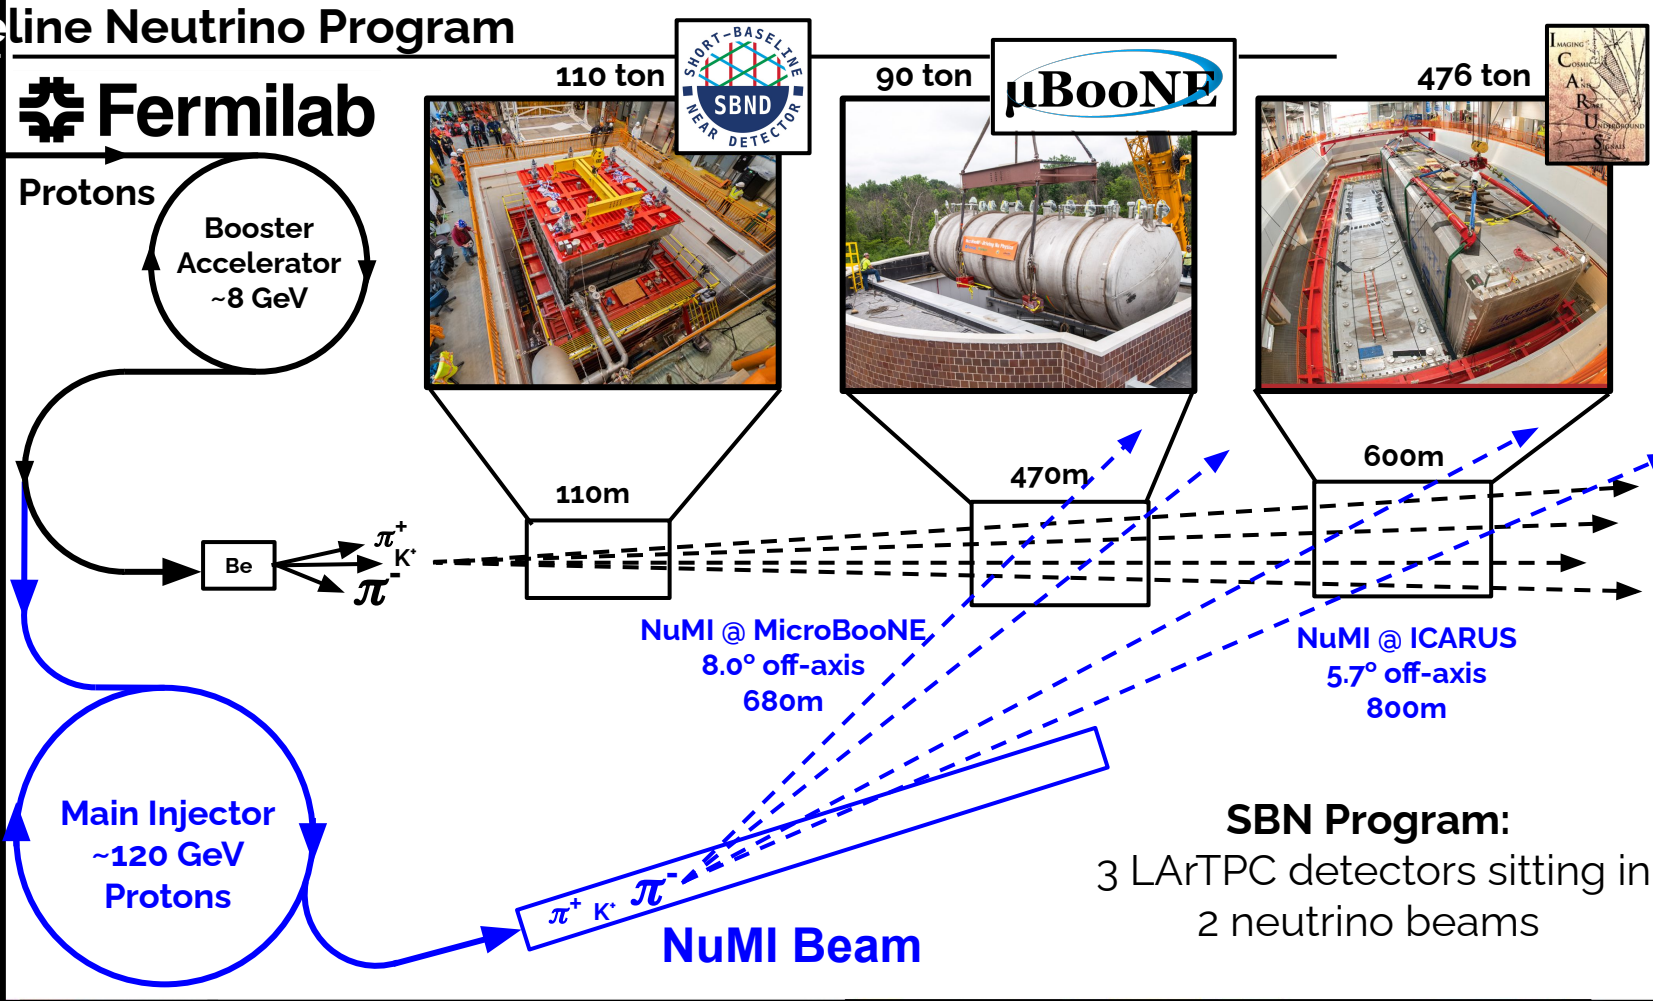 line Neutrino Program
Fermilab
110 ton
SHORT-BASELINE
SBND
NEAR DETECTOR
90 ton
µBooNE
476 ton
IMAGING
COSMIC
AND
RARE
UNDERGROUND
SIGNALS
Protons
Booster
Accelerator
~8 GeV
110m
470m
600m
Be
π+
K+
π-
NuMI @ MicroBooNE
8.0º off-axis
680m
NuMI @ ICARUS
5.7º off-axis
800m
Main Injector
~120 GeV
Protons
π+ K+ π-
NuMI Beam
SBN Program:
3 LArTPC detectors sitting in
2 neutrino beams